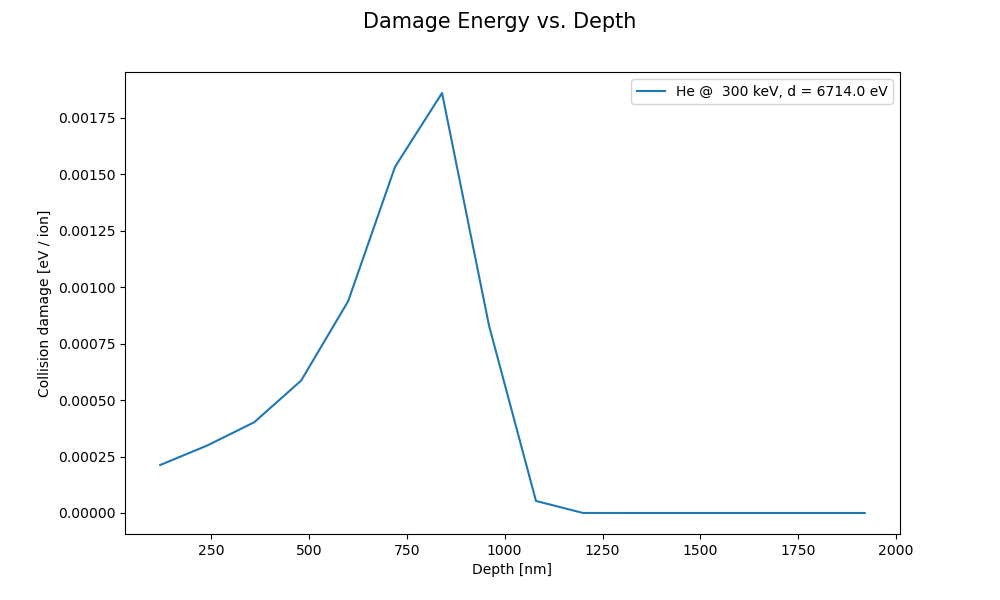 Damage Energy vs. Depth
He @  300 keV, d = 6714.0 eV
Collision damage [eV / ion]
0.00175
0.00150
0.00125
0.00100
0.00075
0.00050
0.00025
0.00000
250 500 750 1000 1250 1500 1750 2000
Depth [nm]